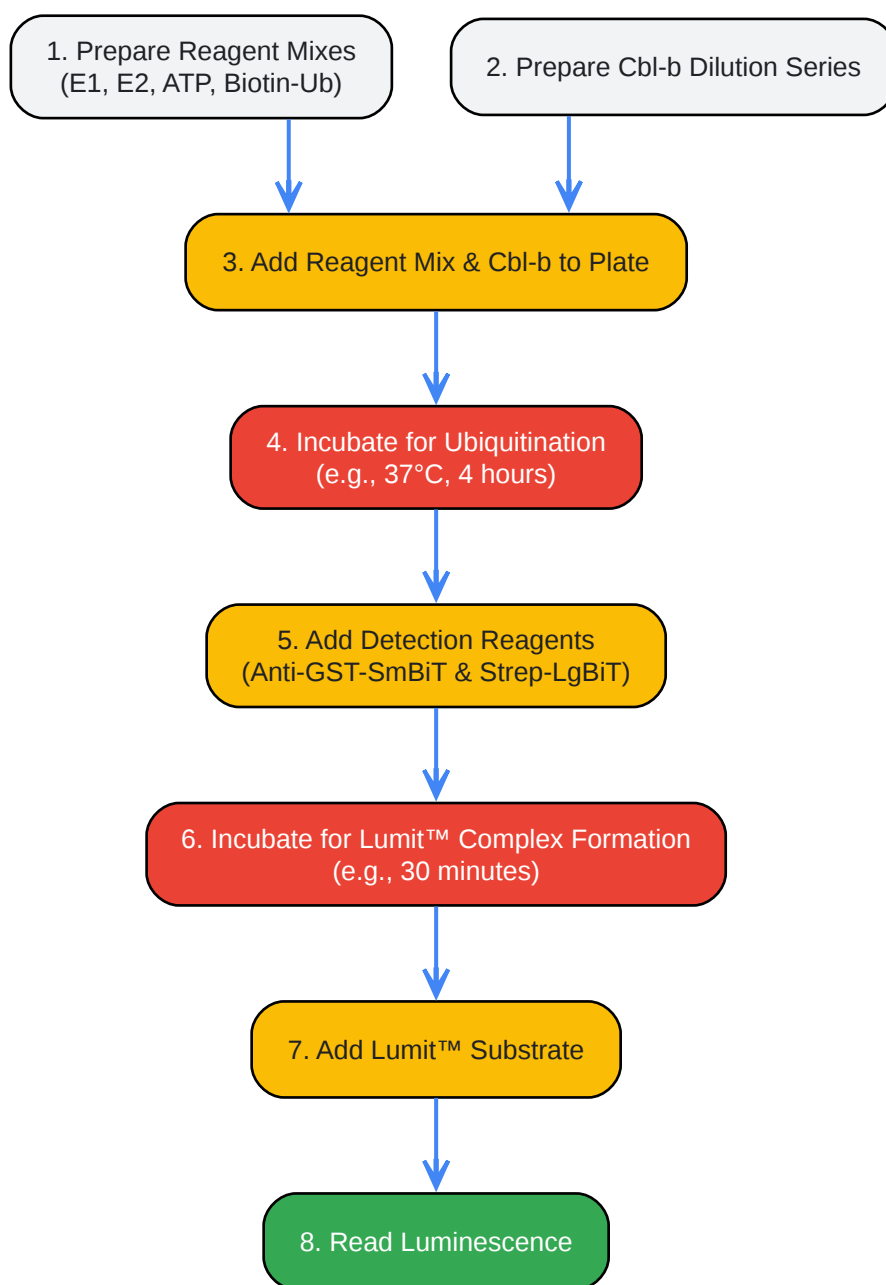 1. Prepare Reagent Mixes
(E1, E2, ATP, Biotin-Ub)
2. Prepare Cbl-b Dilution Series
3. Add Reagent Mix & Cbl-b to Plate
4. Incubate for Ubiquitination
(e.g., 37°C, 4 hours)
5. Add Detection Reagents
(Anti-GST-SmBiT & Strep-LgBiT)
6. Incubate for Lumit™ Complex Formation
(e.g., 30 minutes)
7. Add Lumit™ Substrate
8. Read Luminescence